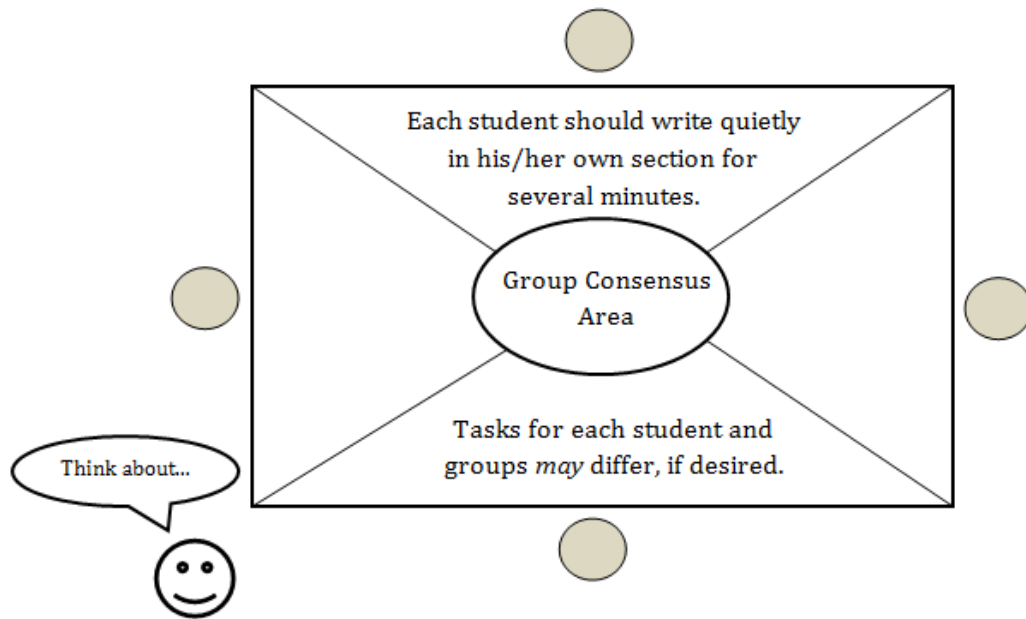 Each student should write quietly
in his/her own section for
several minutes.
Group Consensus
Area
Tasks for each student and
groups may differ, if desired.
Think about...